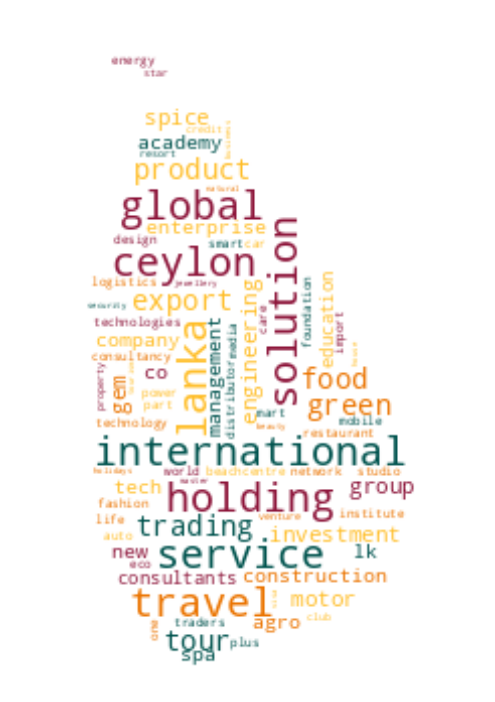 energy
star
spice
credit
business
academy
resort
product
natural
global
enterprise
design
smart
car
solution
ceylon
logistics
jewellery
security
export
engineering
care
foundation
education
import
technologies
lanka
management
distributor
media
company
consultancy
co
property
gem
power
part
food
green
technology
mart
mobile
beauty
restaurant
international
holidays
world
beach
centre
network
studio
master
tech
holding
group
fashion
life
trading
venture
institute
auto
investment
new
service
lk
eco
consultants
construction
travel
motor
one
traders
agro
club
tour
plus
spa